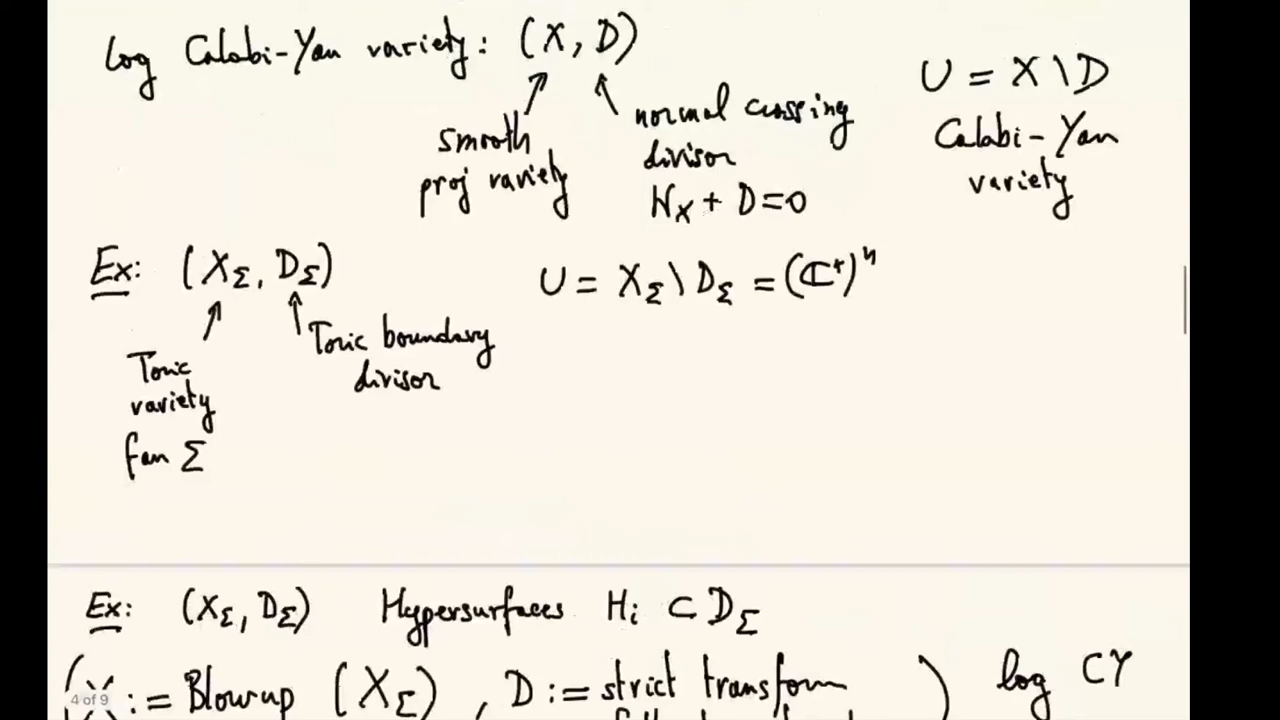 log Calabi-Yau variety: (X, D)
U = X \ D
Calabi-Yau
variety
smooth
proj variety
normal crossing
divisor
K_X + D = 0
Ex: (X_Σ, D_Σ)
U = X_Σ \ D_Σ = (ℂ*)^n
Toric
variety
fan Σ
Toric boundary
divisor
Ex: (X_Σ, D_Σ) Hypersurfaces H_i ⊂ D_Σ
:= Blowup (X_Σ), D := strict transform ) log CY
4 of 9